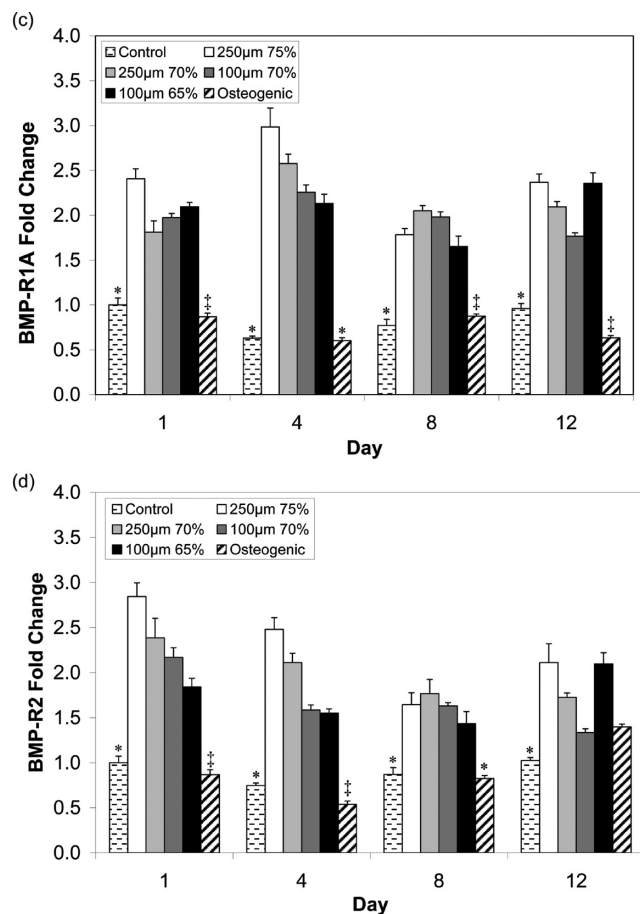 (c)
4.0
Control 250μm 75%
3.5
250μm 70% 100μm 70%
100μm 65% Osteogenic
3.0
2.5
2.0
1.5
1.0
0.5
0.0
BMP-R1A Fold Change
* ‡ * * * ‡ * ‡
1 4 8 12
Day
(d)
4.0
Control 250μm 75%
3.5
250μm 70% 100μm 70%
100μm 65% Osteogenic
3.0
2.5
2.0
1.5
1.0
0.5
0.0
BMP-R2 Fold Change
* ‡ * ‡ * * *
1 4 8 12
Day